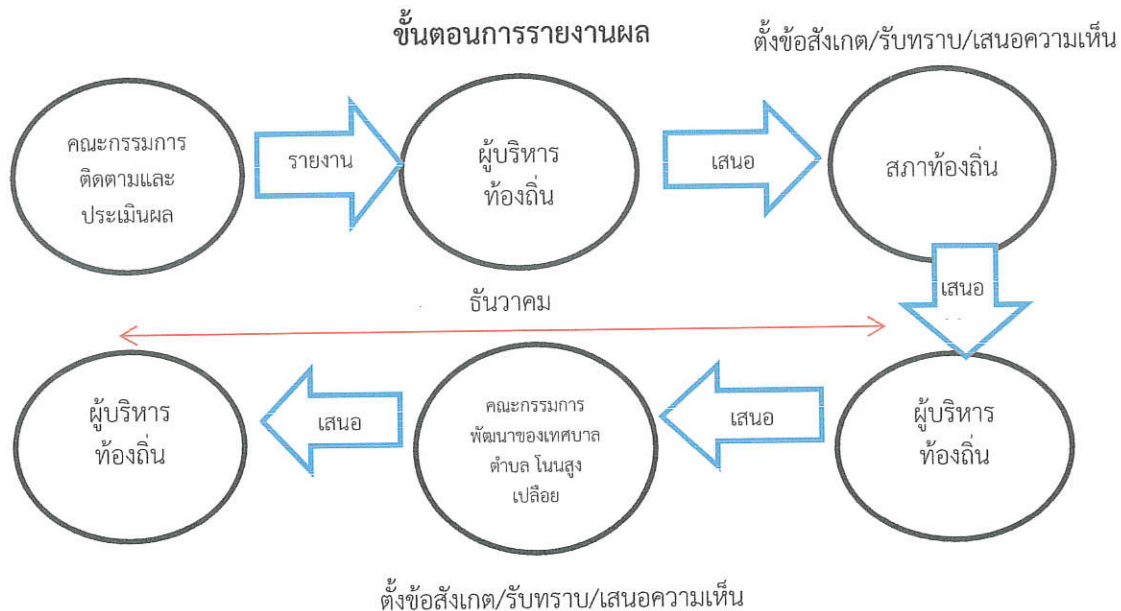 ขั้นตอนการรายงานผล
ตั้งข้อสังเกต/รับทราบ/เสนอความเห็น
คณะกรรมการ
ติดตามและ
ประเมินผล
รายงาน
ผู้บริหาร
ท้องถิ่น
เสนอ
สภาท้องถิ่น
เสนอ
ธันวาคม
ผู้บริหาร
ท้องถิ่น
เสนอ
คณะกรรมการ
พัฒนาของเทศบาล
ตำบล โนนสูง
เปลือย
เสนอ
ผู้บริหาร
ท้องถิ่น
ตั้งข้อสังเกต/รับทราบ/เสนอความเห็น